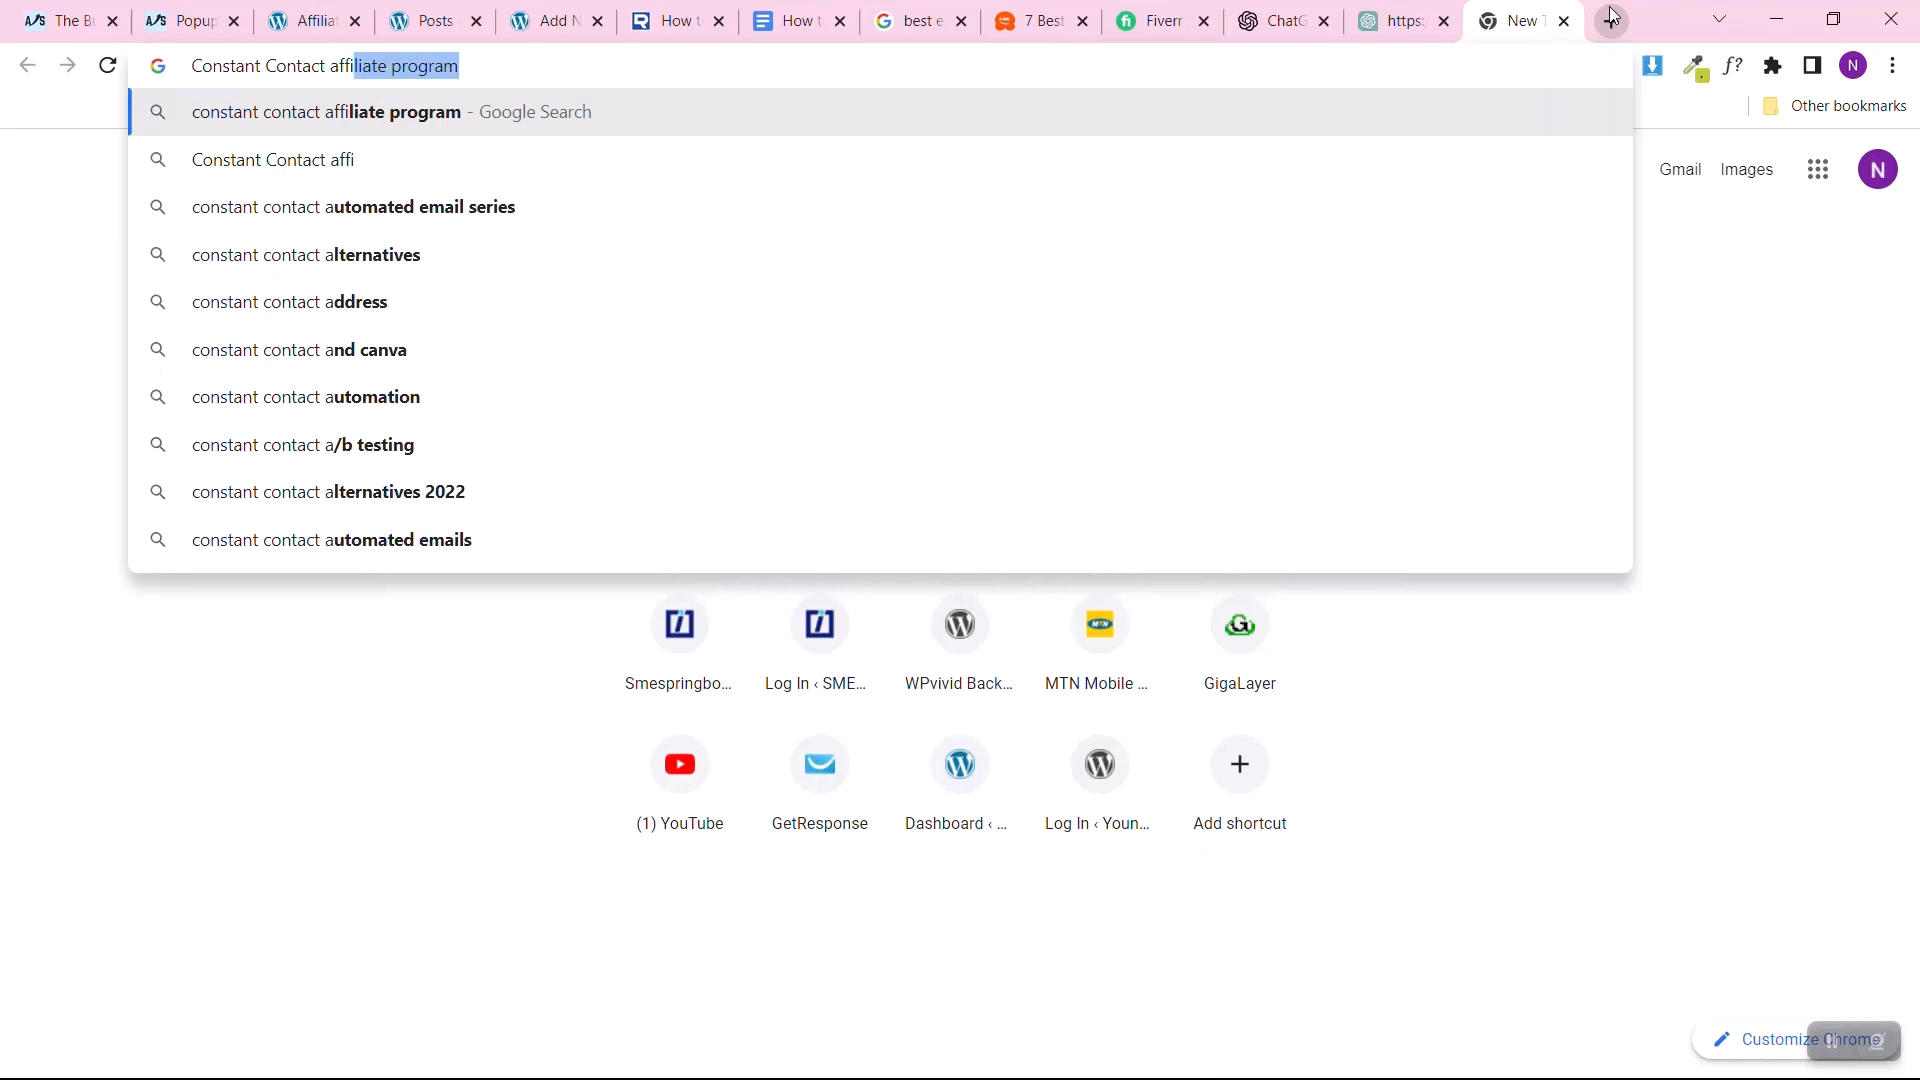 The B
Popup
Affiliat
Posts
Add N
How t
How t
best e
7 Best
Fiverr
ChatG
https:
New T
Constant Contact affiliate program
f?
N
constant contact affiliate program - Google Search
Other bookmarks
Constant Contact affi
Gmail Images N
constant contact automated email series
constant contact alternatives
constant contact address
constant contact and canva
constant contact automation
constant contact a/b testing
constant contact alternatives 2022
constant contact automated emails
Smespringbo... Log In ‹ SME... WPvivid Back... MTN Mobile ... GigaLayer
(1) YouTube GetResponse Dashboard ‹ ... Log In ‹ Youn... Add shortcut
Customize Chrome